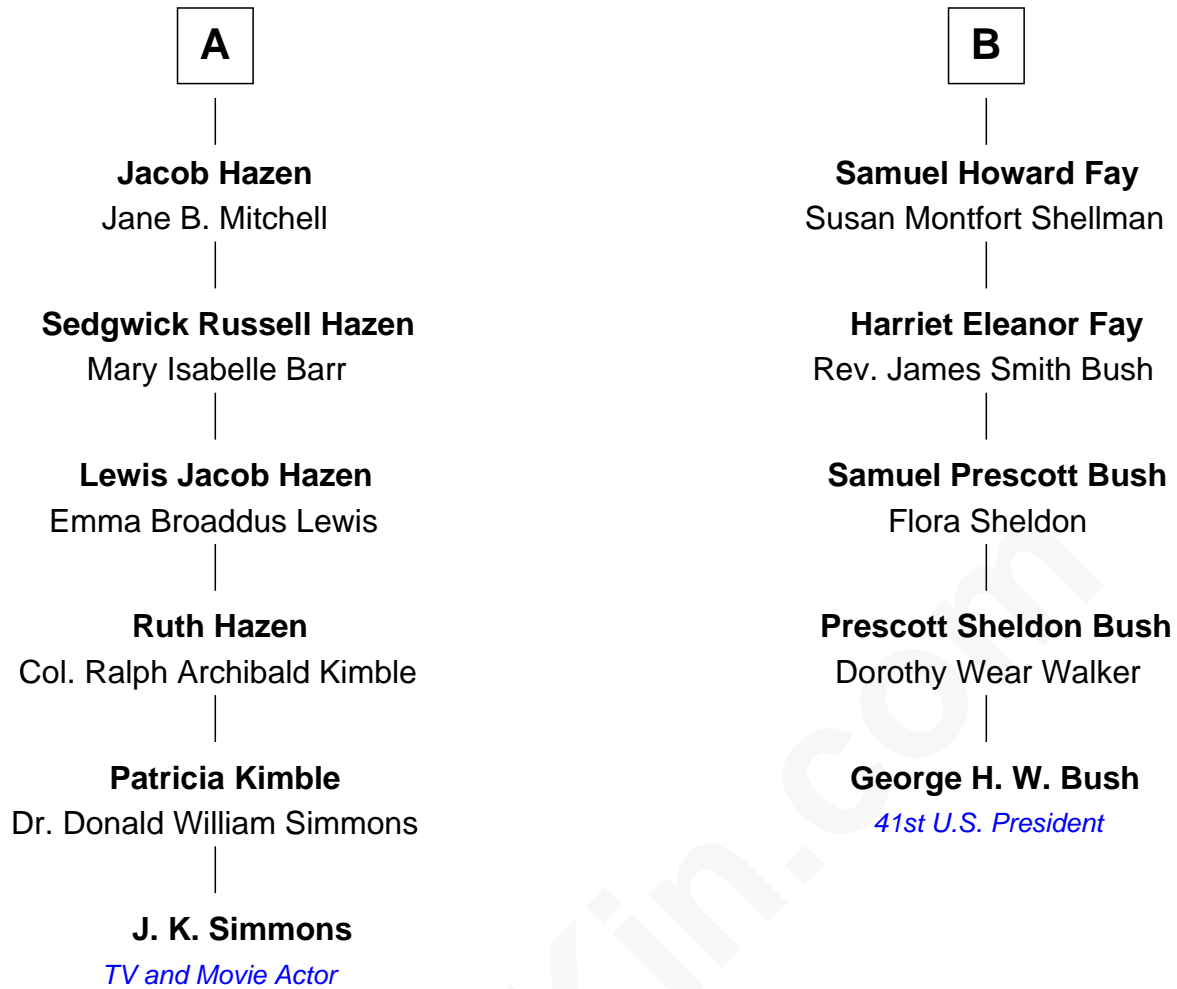 A
Jacob Hazen
Jane B. Mitchell
Sedgwick Russell Hazen
Mary Isabelle Barr
Lewis Jacob Hazen
Emma Broaddus Lewis
Ruth Hazen
Col. Ralph Archibald Kimble
Patricia Kimble
Dr. Donald William Simmons
J. K. Simmons
TV and Movie Actor
B
Samuel Howard Fay
Susan Montfort Shellman
Harriet Eleanor Fay
Rev. James Smith Bush
Samuel Prescott Bush
Flora Sheldon
Prescott Sheldon Bush
Dorothy Wear Walker
George H. W. Bush
41st U.S. President
Kin.com